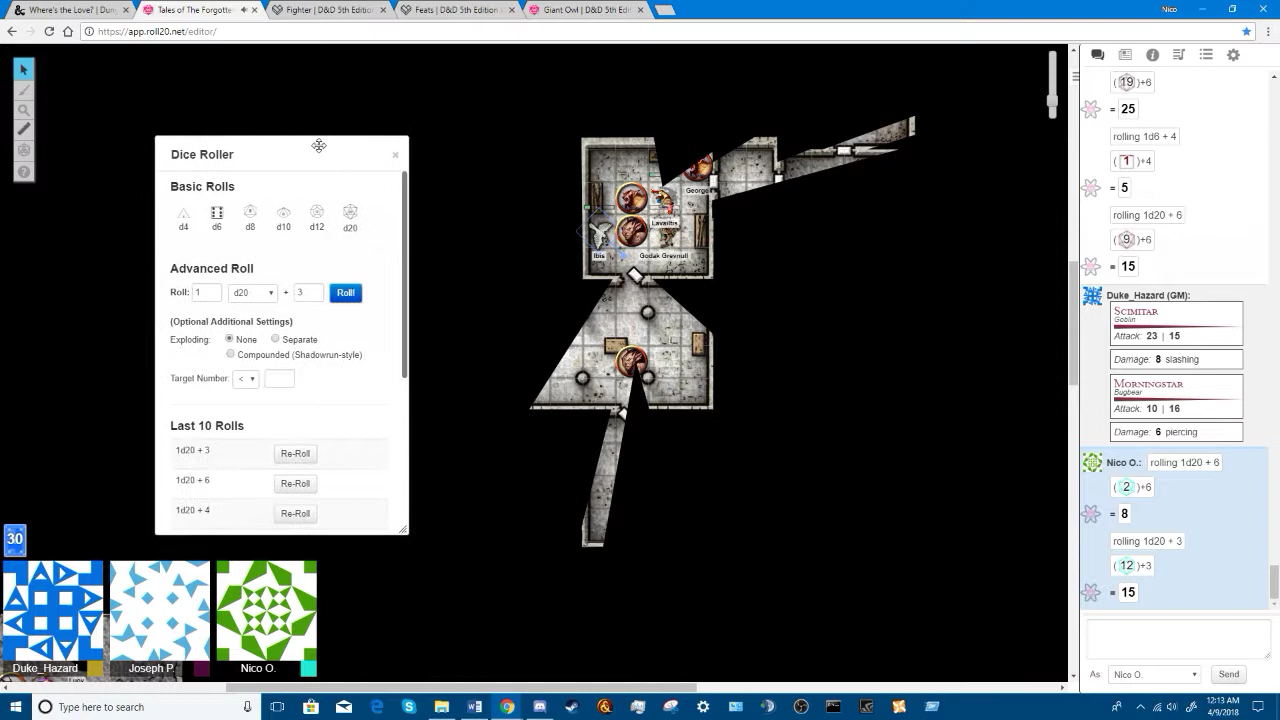 Where's the Love? | Dung
Tales of The Forgotte
Fighter | D&D 5th Edition
Feats | D&D 5th Edition
Giant Owl | D&D 5th Edi
Nico
https://app.roll20.net/editor/
Dice Roller
Basic Rolls
d4 d6 d8 d10 d12 d20
Advanced Roll
Roll: 1 d20 + 3 Roll!
(Optional Additional Settings)
Exploding: None Separate
Compounded (Shadowrun-style)
Target Number: <
Last 10 Rolls
1d20 + 3 Re-Roll
1d20 + 6 Re-Roll
1d20 + 4 Re-Roll
George
Lavailtis
Ibis
Godak Grevnull
30
Duke_Hazard
Joseph P.
Nico O.
(19)+6
= 25
rolling 1d6 + 4
(1)+4
= 5
rolling 1d20 + 6
(9)+6
= 15
Duke_Hazard (GM):
Scimitar
Goblin
Attack: 23 | 15
Damage: 8 slashing
Morningstar
Bugbear
Attack: 10 | 16
Damage: 6 piercing
Nico O.: rolling 1d20 + 6
(2)+6
= 8
rolling 1d20 + 3
(12)+3
= 15
As: Nico O. Send
Type here to search
12:13 AM
4/9/2018